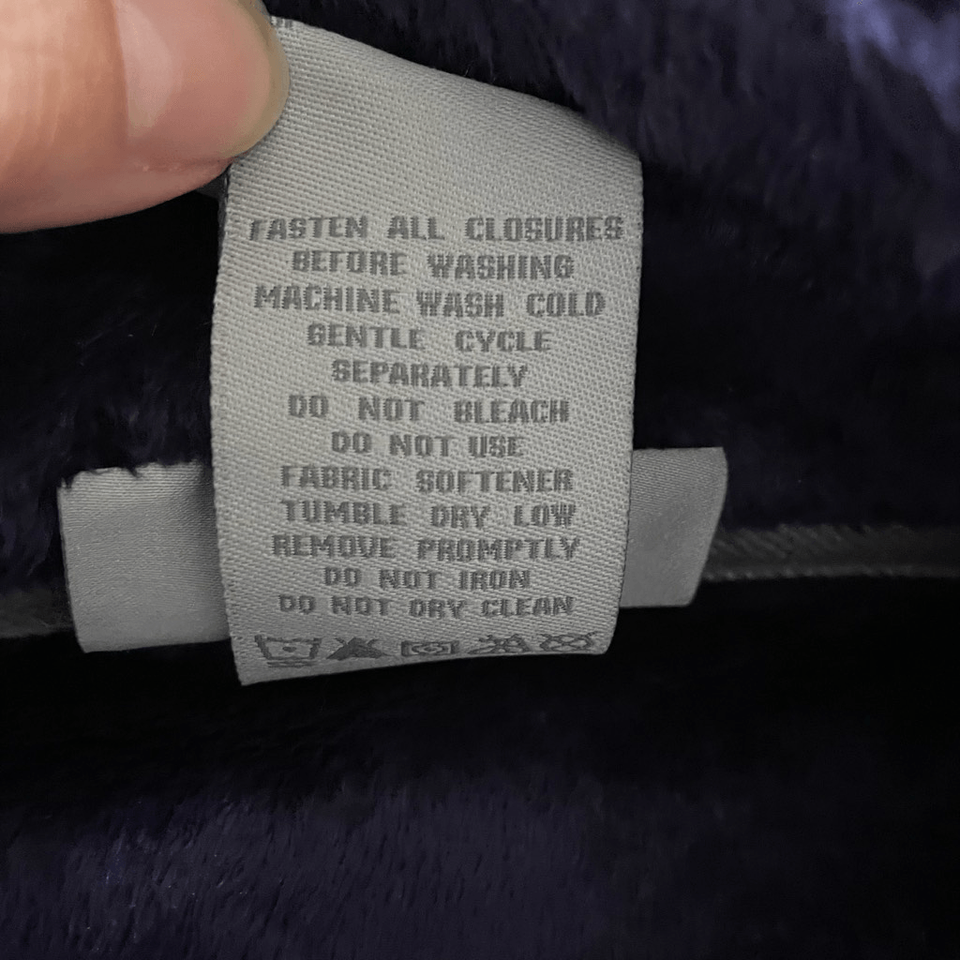 FASTEN ALL CLOSURES
BEFORE WASHING
MACHINE WASH COLD
GENTLE CYCLE
SEPARATELY
DO NOT BLEACH
DO NOT USE
FABRIC SOFTENER
TUMBLE DRY LOW
REMOVE PROMPTLY
DO NOT IRON
DO NOT DRY CLEAN